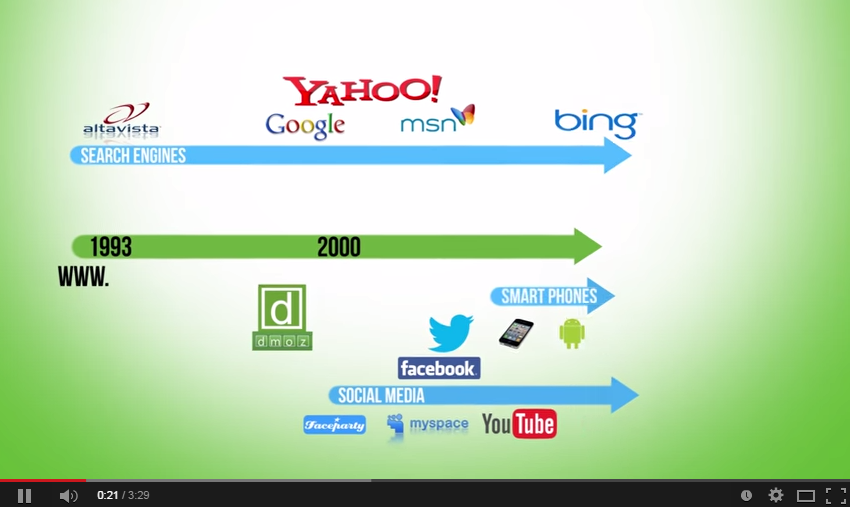 YAHOO!
altavista
Google
msn
bing
SEARCH ENGINES
1993
2000
WWW.
d
dmoz
SMART PHONES
facebook
SOCIAL MEDIA
Faceparty
myspace
YouTube
0:21 / 3:29